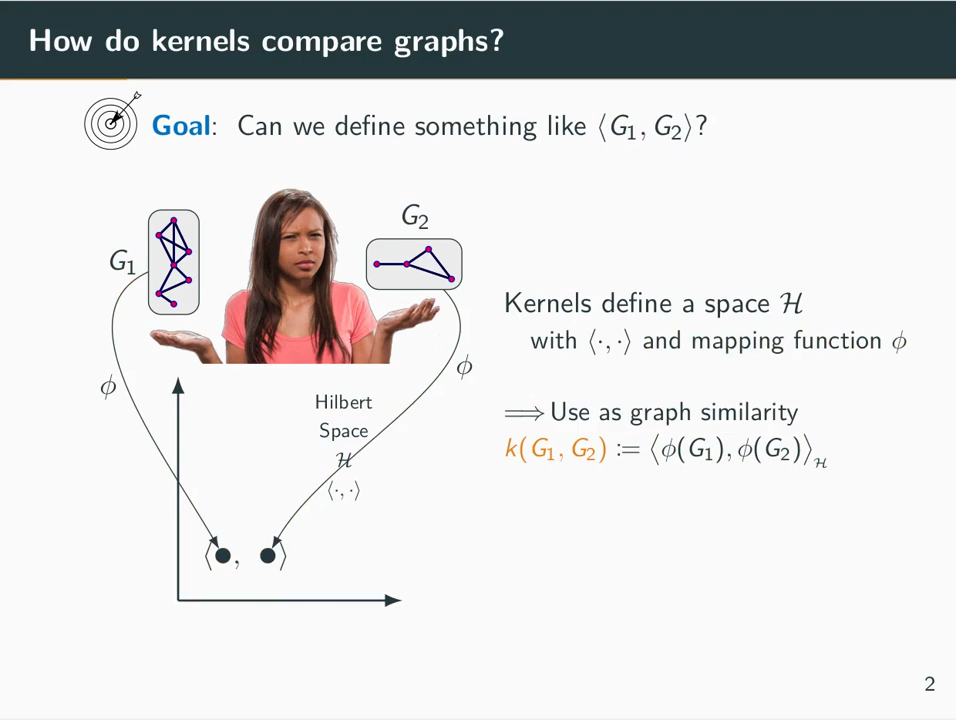 How do kernels compare graphs?
Goal: Can we define something like ⟨G₁, G₂⟩?
G₁
G₂
Kernels define a space ℋ
with ⟨·, ·⟩ and mapping function ϕ
ϕ
ϕ
Hilbert
Space
ℋ
⟨·, ·⟩
⟹ Use as graph similarity
k(G₁, G₂) := ⟨ϕ(G₁), ϕ(G₂)⟩_ℋ
⟨●, ●⟩
2